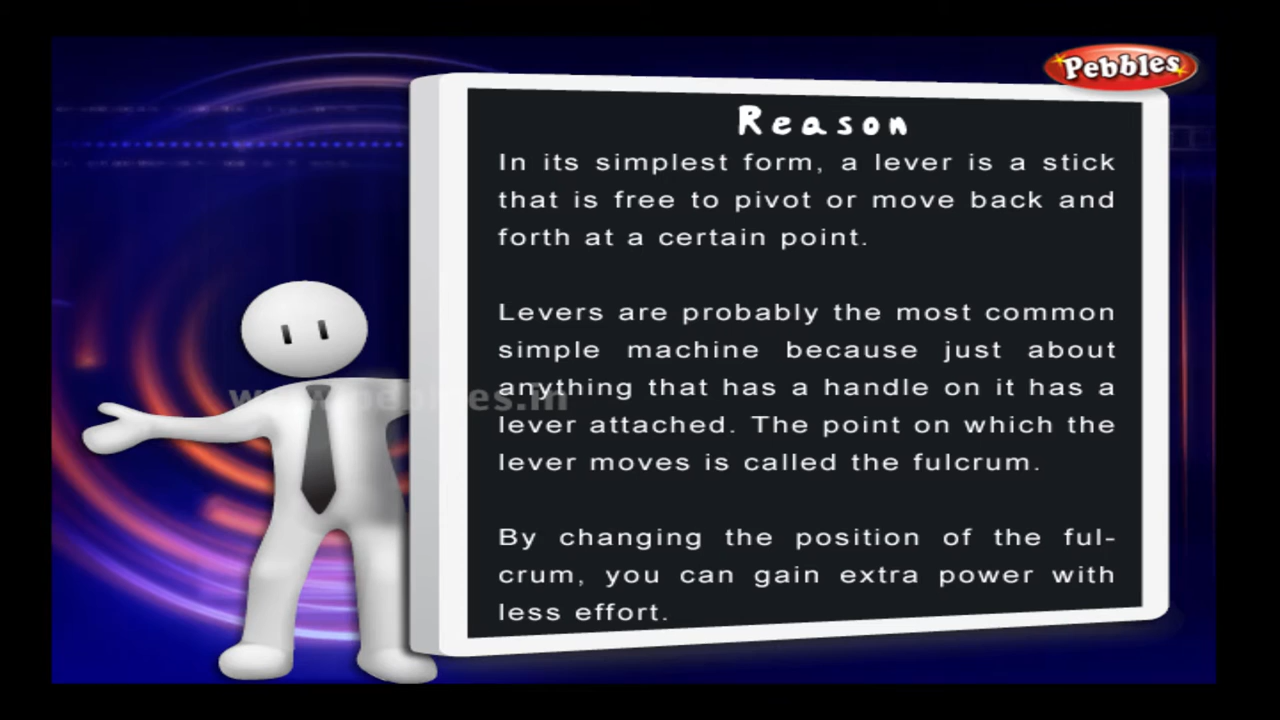 Pebbles
Reason
In its simplest form, a lever is a stick
that is free to pivot or move back and
forth at a certain point.
Levers are probably the most common
simple machine because just about
anything that has a handle on it has a
lever attached. The point on which the
lever moves is called the fulcrum.
By changing the position of the ful-
crum, you can gain extra power with
less effort.
www.pebbles.in